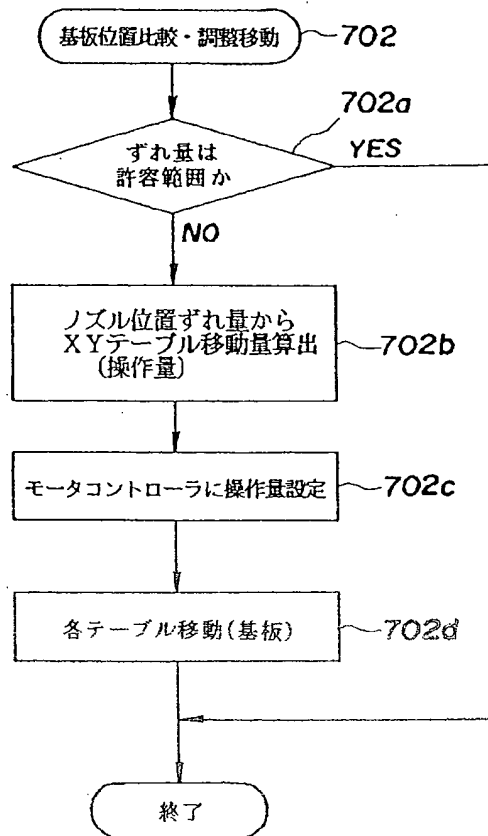 基板位置比較・調整移動
702
702a
ずれ量は
許容範囲か
YES
NO
ノズル位置ずれ量から
XYテーブル移動量算出
（操作量）
702b
モータコントローラに操作量設定
702c
各テーブル移動（基板）
702d
終了